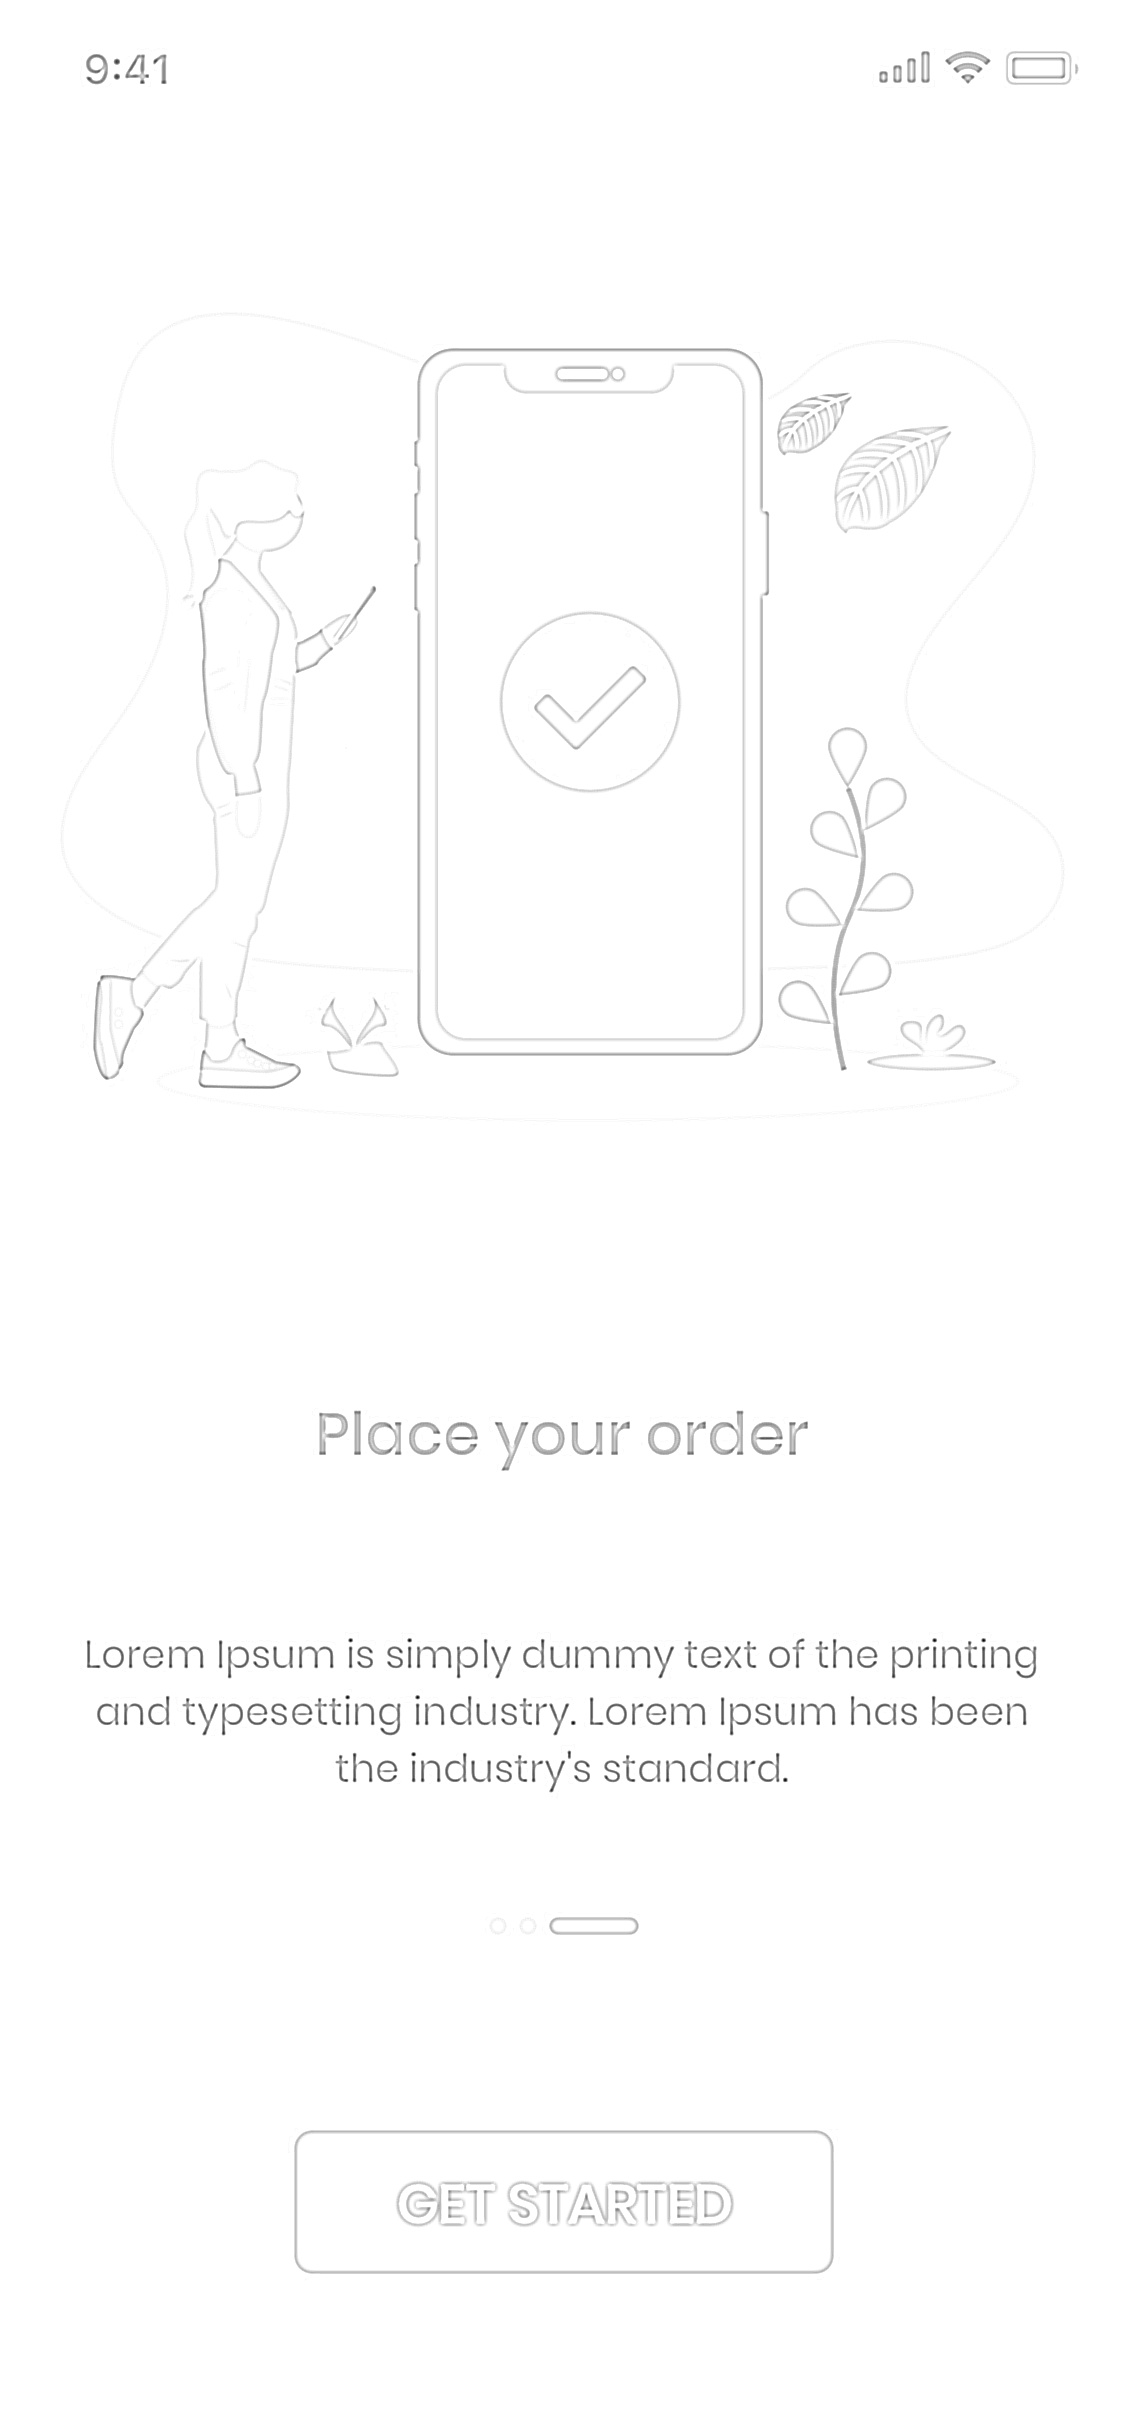 9:41
Place your order
Lorem Ipsum is simply dummy text of the printing
and typesetting industry. Lorem Ipsum has been
the industry's standard.
GET STARTED